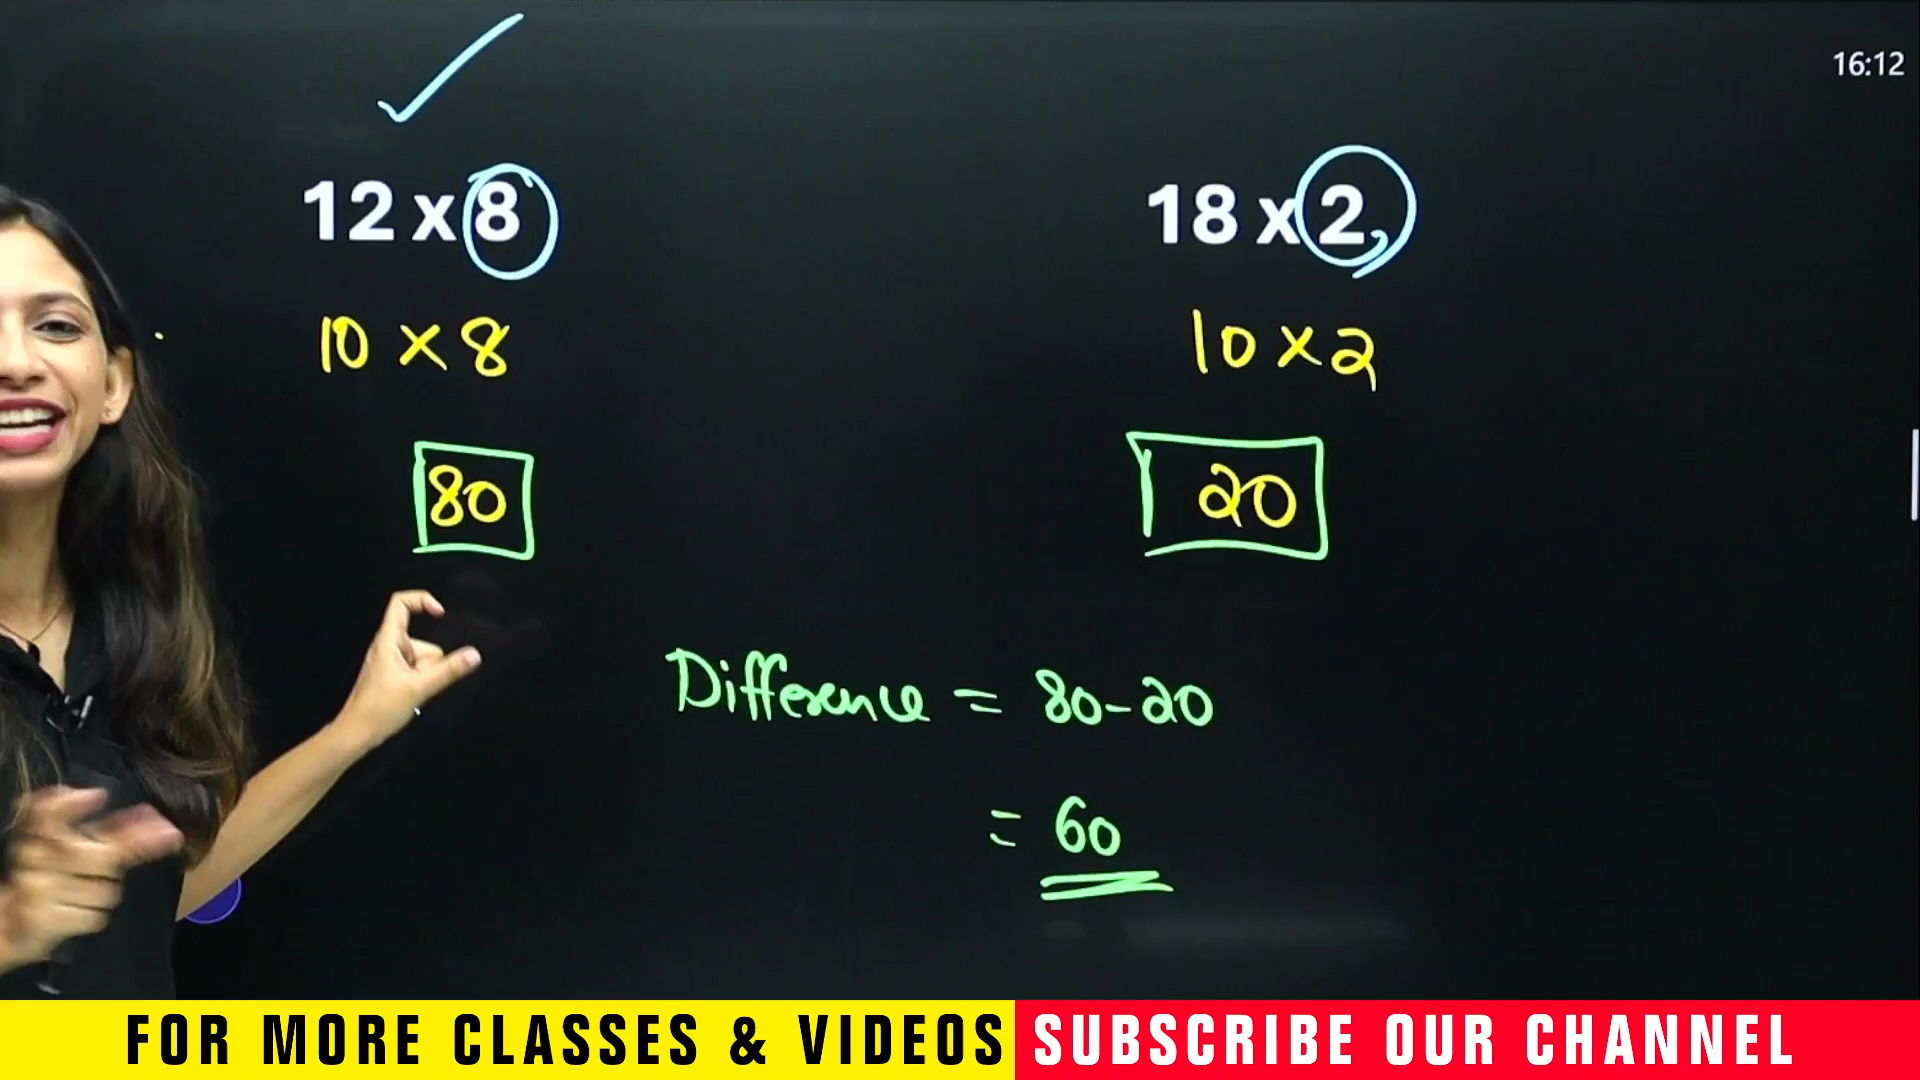 16:12
12 x 8
18 x 2,
10 × 8
10 × 2
80
20
Difference = 80-20
= 60
FOR MORE CLASSES & VIDEOS SUBSCRIBE OUR CHANNEL